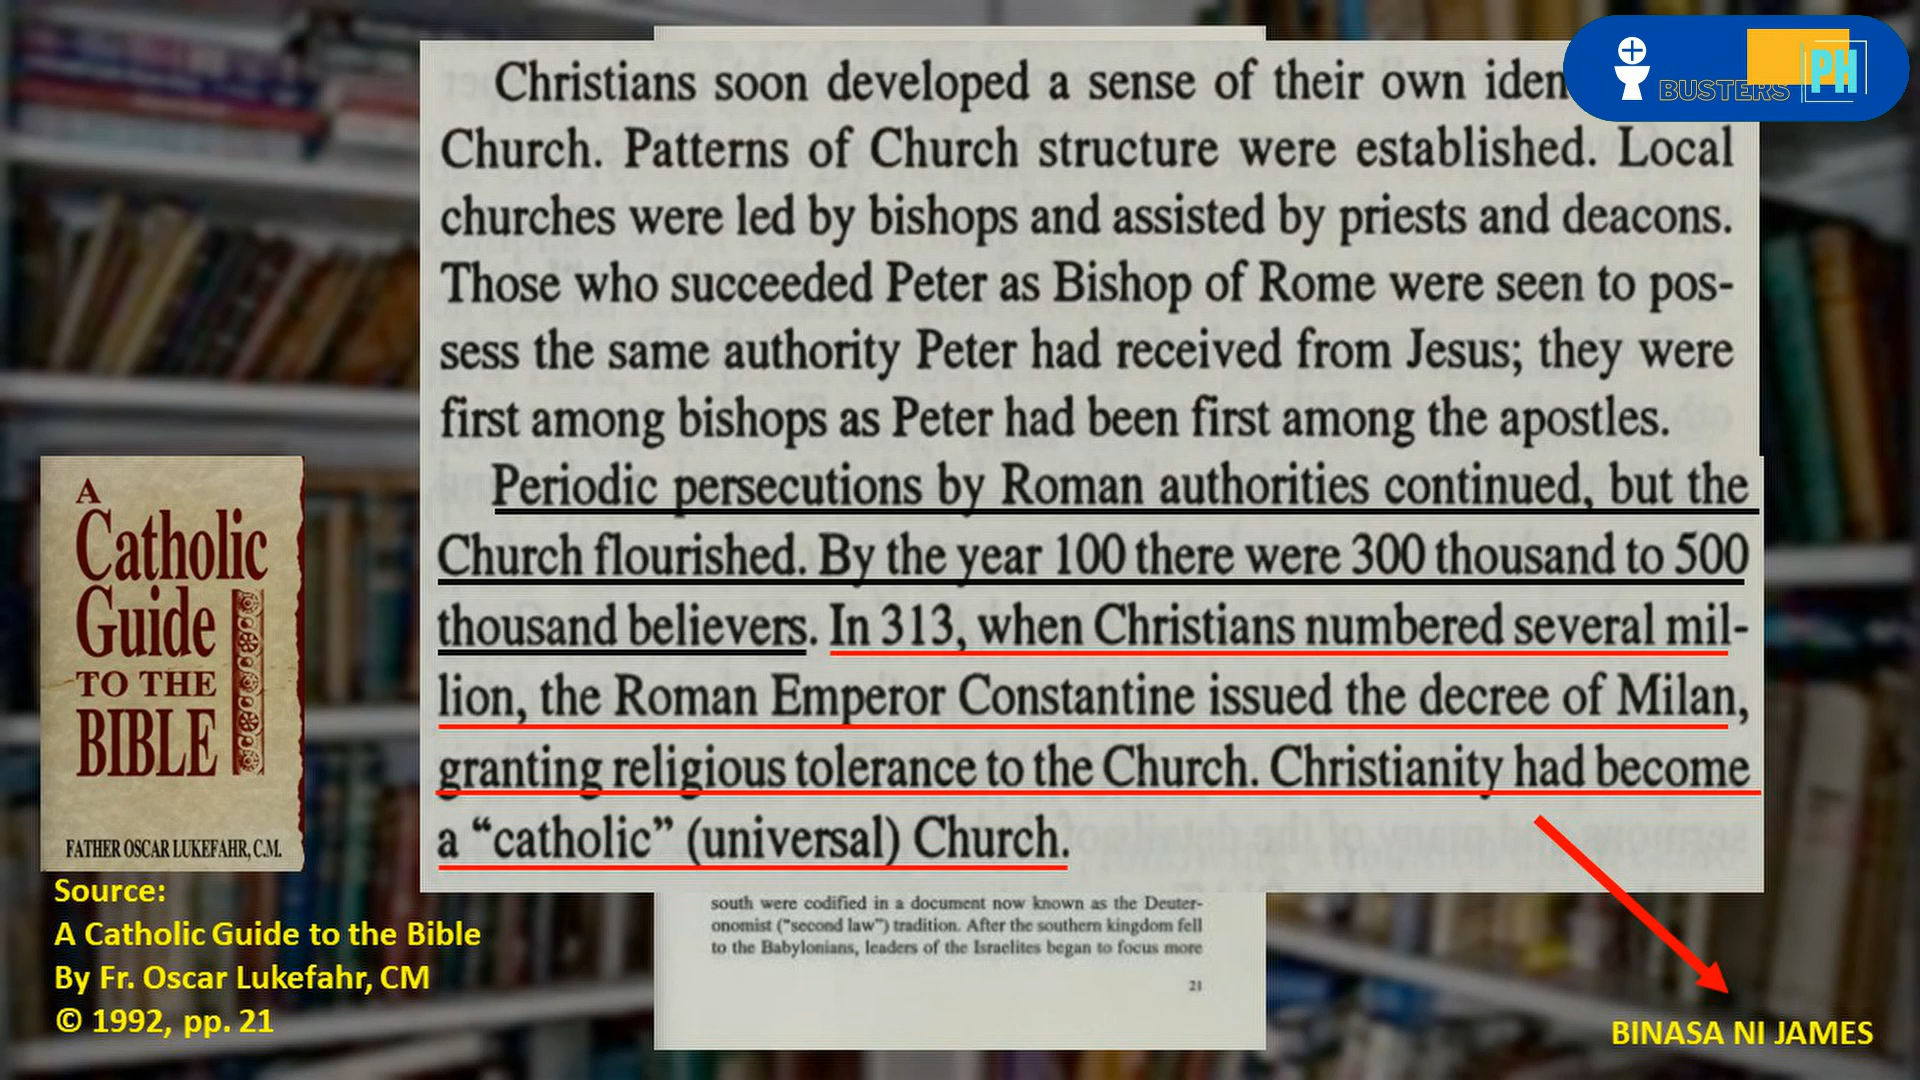 Christians soon developed a sense of their own iden
Church. Patterns of Church structure were established. Local
churches were led by bishops and assisted by priests and deacons.
Those who succeeded Peter as Bishop of Rome were seen to pos-
sess the same authority Peter had received from Jesus; they were
first among bishops as Peter had been first among the apostles.
Periodic persecutions by Roman authorities continued, but the
Church flourished. By the year 100 there were 300 thousand to 500
thousand believers. In 313, when Christians numbered several mil-
lion, the Roman Emperor Constantine issued the decree of Milan,
granting religious tolerance to the Church. Christianity had become
a “catholic” (universal) Church.
south were codified in a document now known as the Deuter-
onomist ("second law") tradition. After the southern kingdom fell
to the Babylonians, leaders of the Israelites began to focus more
21
BUSTERS
PH
A
Catholic
Guide
TO THE
BIBLE
FATHER OSCAR LUKEFAHR, C.M.
Source:
A Catholic Guide to the Bible
By Fr. Oscar Lukefahr, CM
© 1992, pp. 21
BINASA NI JAMES